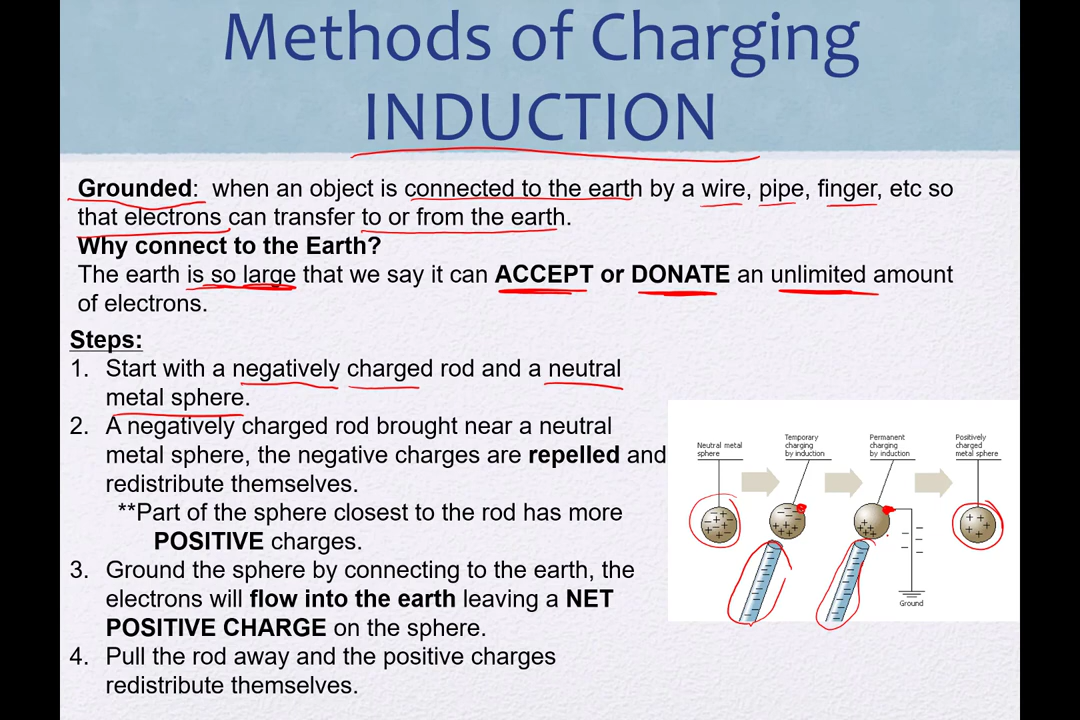 Methods of Charging
INDUCTION
Grounded: when an object is connected to the earth by a wire, pipe, finger, etc so
that electrons can transfer to or from the earth.
Why connect to the Earth?
The earth is so large that we say it can ACCEPT or DONATE an unlimited amount
of electrons.
Steps:
1. Start with a negatively charged rod and a neutral
metal sphere.
2. A negatively charged rod brought near a neutral
metal sphere, the negative charges are repelled and
redistribute themselves.
**Part of the sphere closest to the rod has more
POSITIVE charges.
3. Ground the sphere by connecting to the earth, the
electrons will flow into the earth leaving a NET
POSITIVE CHARGE on the sphere.
4. Pull the rod away and the positive charges
redistribute themselves.
Neutral metal
sphere
Temporary
charging
by induction
Permanent
charging
by induction
Positively
charged
metal sphere
Ground